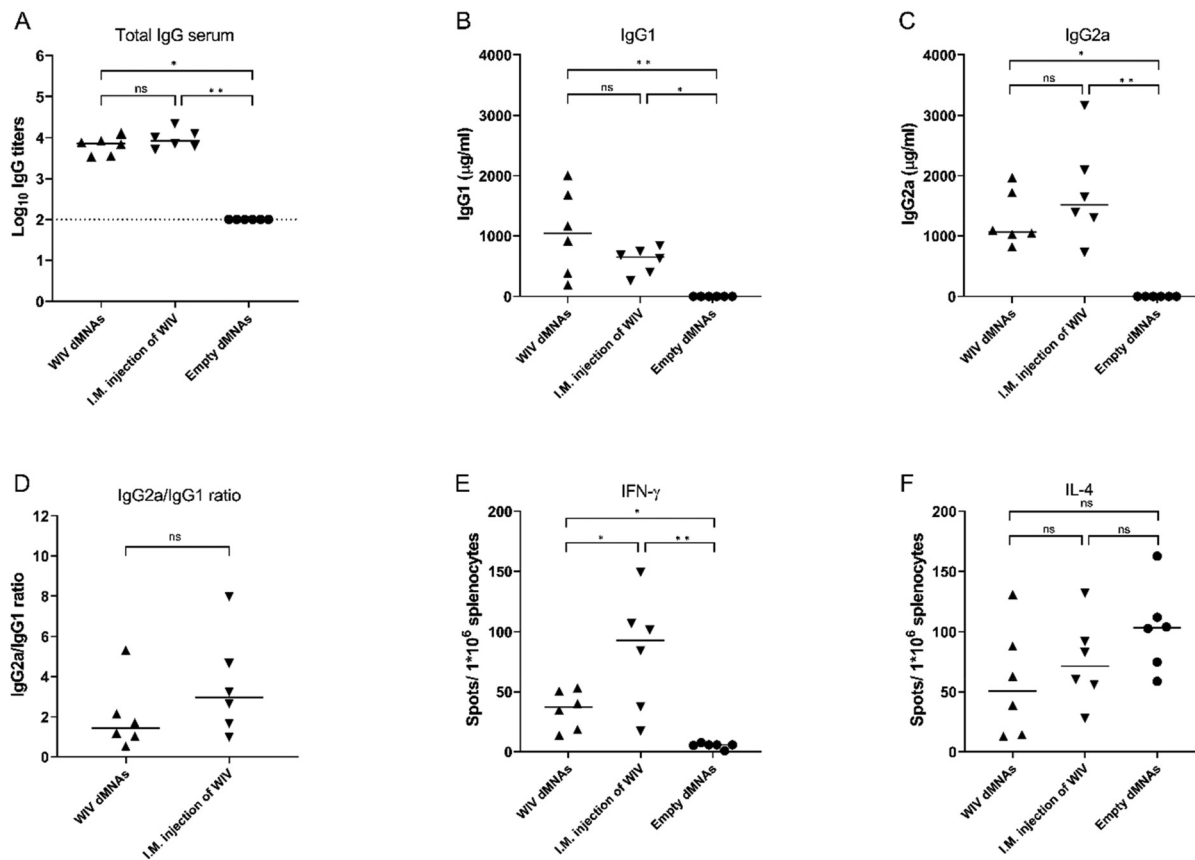 A
Total IgG serum
Log10 IgG titers
6
5
4
3
2
1
0
*
ns
* *
WIV dMNAs
I.M. injection of WIV
Empty dMNAs
B
IgG1
IgG1 (µg/ml)
4000
3000
2000
1000
0
* *
ns
*
WIV dMNAs
I.M. injection of WIV
Empty dMNAs
C
IgG2a
IgG2a (µg/ml)
4000
3000
2000
1000
0
*
ns
* *
WIV dMNAs
I.M. injection of WIV
Empty dMNAs
D
IgG2a/IgG1 ratio
IgG2a/IgG1 ratio
12
10
8
6
4
2
0
ns
WIV dMNAs
I.M. injection of WIV
E
IFN-γ
Spots/ 1*10⁶ splenocytes
200
150
100
50
0
*
*
* *
WIV dMNAs
I.M. injection of WIV
Empty dMNAs
F
IL-4
Spots/ 1*10⁶ splenocytes
200
150
100
50
0
ns
ns
ns
WIV dMNAs
I.M. injection of WIV
Empty dMNAs